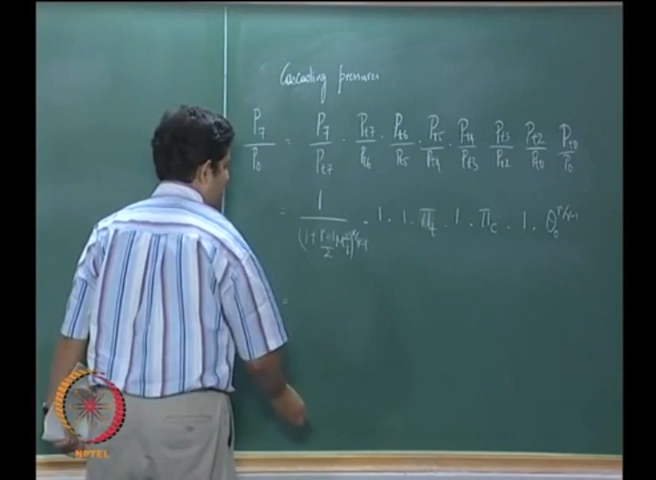 Cascading pressures
P7/P0 = P7/Pt7 · Pt7/Pt6 · Pt6/Pt5 · Pt5/Pt4 · Pt4/Pt3 · Pt3/Pt2 · Pt2/Pt0 · Pt0/P0
= 1/(1+(γ-1)/2 M7²)^γ/γ-1 · 1 · 1 · πt · 1 · πc · 1 · θ0^γ/γ-1
=
NPTEL